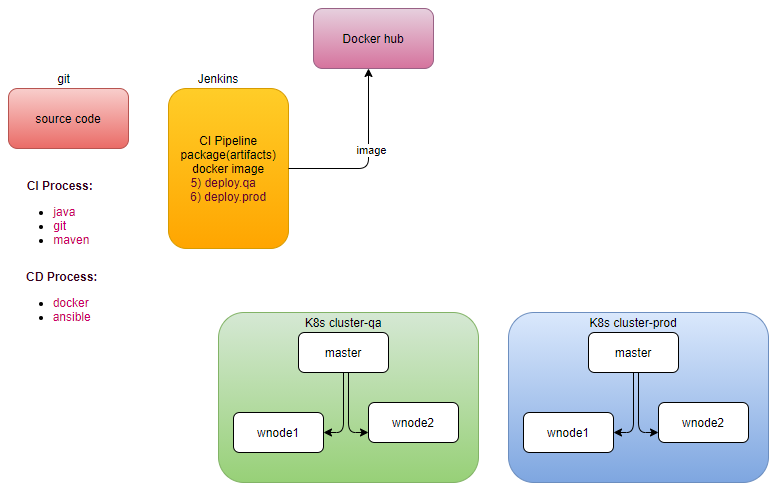 Docker hub
git
Jenkins
source code
CI Pipeline
package(artifacts)
docker image
5) deploy.qa
6) deploy.prod
image
CI Process:
java
git
maven
CD Process:
docker
ansible
K8s cluster-qa
master
wnode1
wnode2
K8s cluster-prod
master
wnode1
wnode2